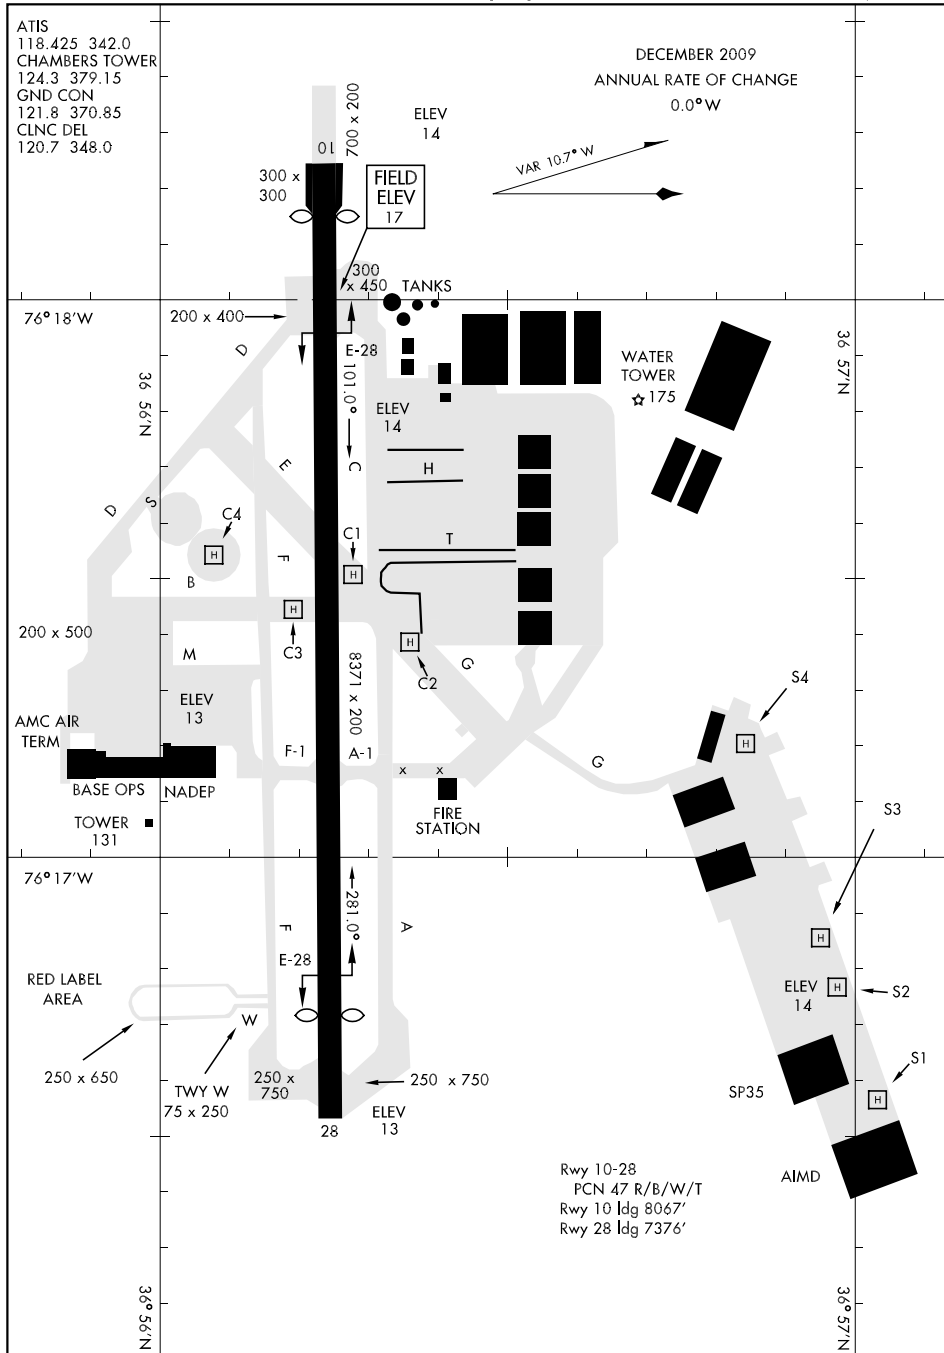 ATIS
118.425 342.0
CHAMBERS TOWER
124.3 379.15
GND CON
121.8 370.85
CLNC DEL
120.7 348.0
DECEMBER 2009
ANNUAL RATE OF CHANGE
0.0° W
VAR 10.7° W
ELEV
14
700 x 200
10
300 x
300
FIELD
ELEV
17
300
x 450
TANKS
76° 18'W
200 x 400
E-28
D
36 56'N
36 57'N
101.0°
ELEV
14
WATER
TOWER
175
E
C
H
D
S
C4
C1
T
H
F
H
B
H
C3
H
C2
200 x 500
M
G
8371 x 200
S4
H
ELEV
13
AMC AIR
TERM
F-1
A-1
x x
G
BASE OPS
NADEP
TOWER
131
FIRE
STATION
S3
76° 17'W
281.0°
F
A
H
E-28
RED LABEL
AREA
ELEV
14
H
S2
W
S1
250 x 650
TWY W
75 x 250
250 x
750
250 x 750
SP35
H
28
ELEV
13
AIMD
Rwy 10-28
PCN 47 R/B/W/T
Rwy 10 ldg 8067'
Rwy 28 ldg 7376'
36° 56'N
36° 57'N